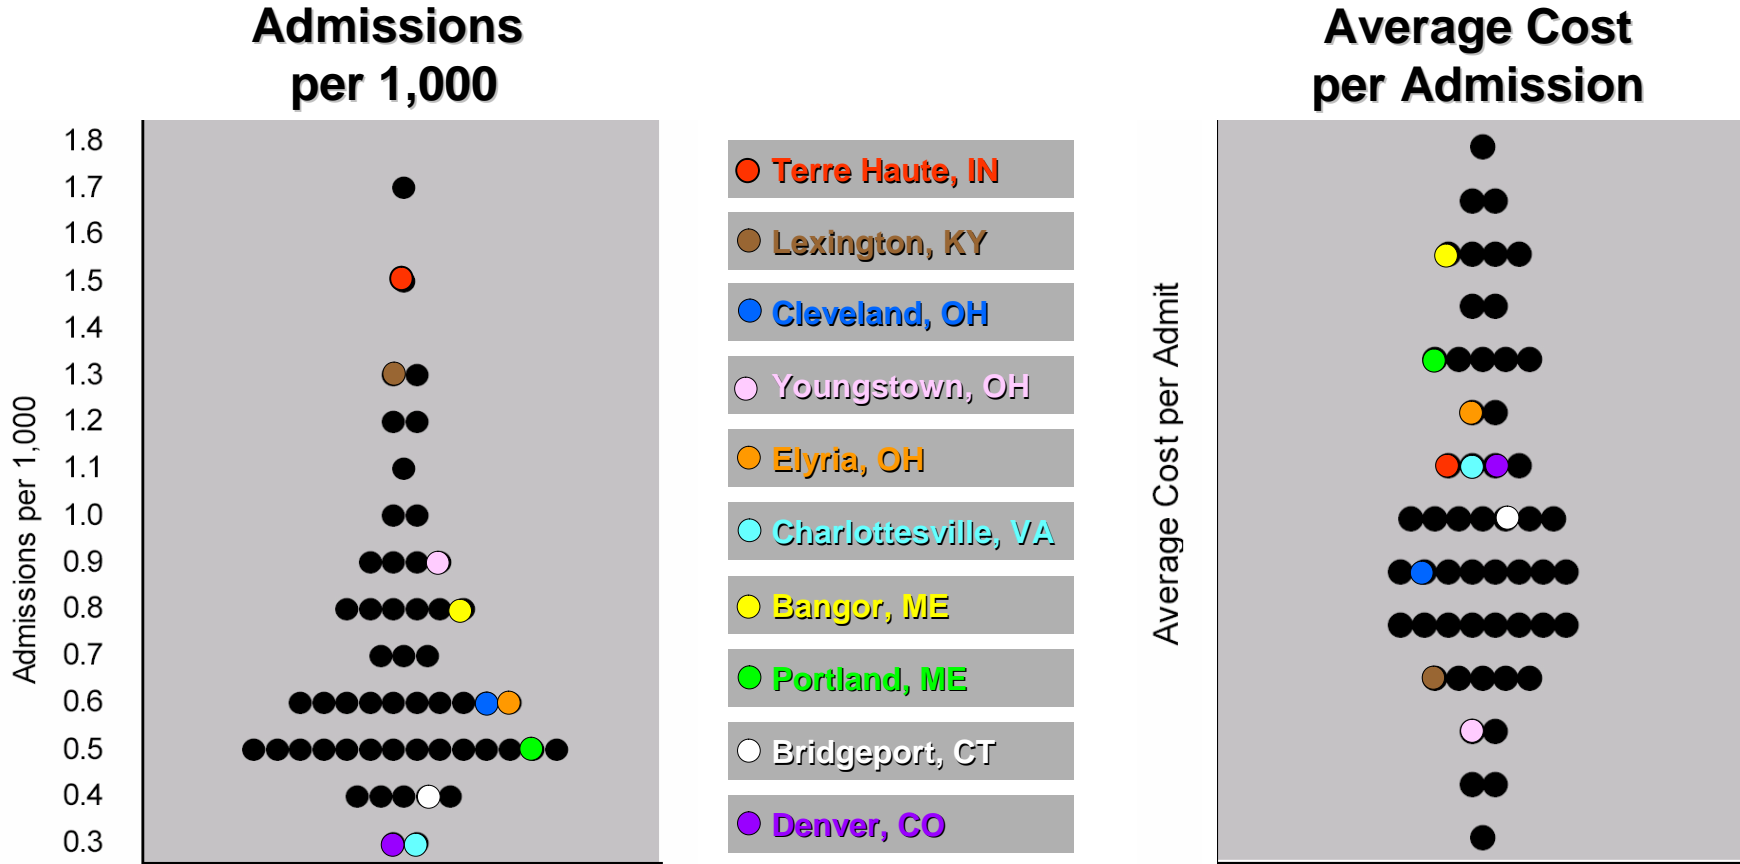 Admissions
per 1,000
Average Cost
per Admission
1.8
1.7
1.6
1.5
1.4
1.3
1.2
1.1
1.0
0.9
0.8
0.7
0.6
0.5
0.4
0.3
Admissions per 1,000
Terre Haute, IN
Lexington, KY
Cleveland, OH
Youngstown, OH
Elyria, OH
Charlottesville, VA
Bangor, ME
Portland, ME
Bridgeport, CT
Denver, CO
Average Cost per Admit